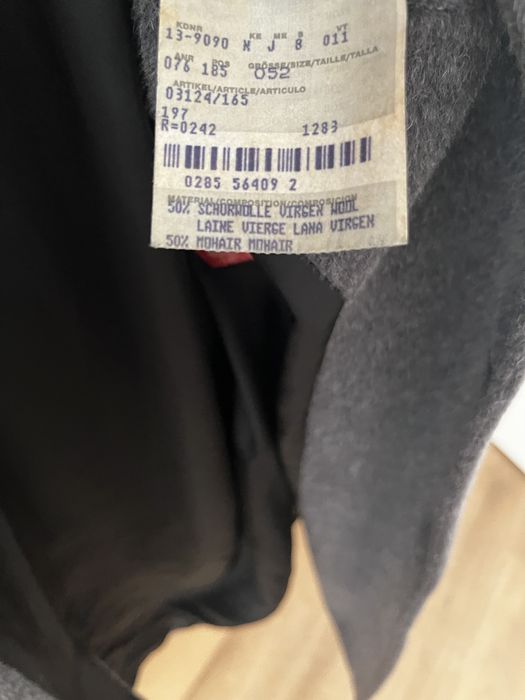 KDNR KE ME S VT
13-9090 N J 8 011
ANR POS GRÖSSE/SIZE/TAILLE/TALLA
076 185 052
ARTIKEL/ARTICLE/ARTICULO
03124/165
197
R=0242 1283
0285 56409 2
MATERIAL/COMPOSITION/COMPOSICION
50% SCHURWOLLE VIRGEN WOOL
LAINE VIERGE LANA VIRGEN
50% MOHAIR MOHAIR